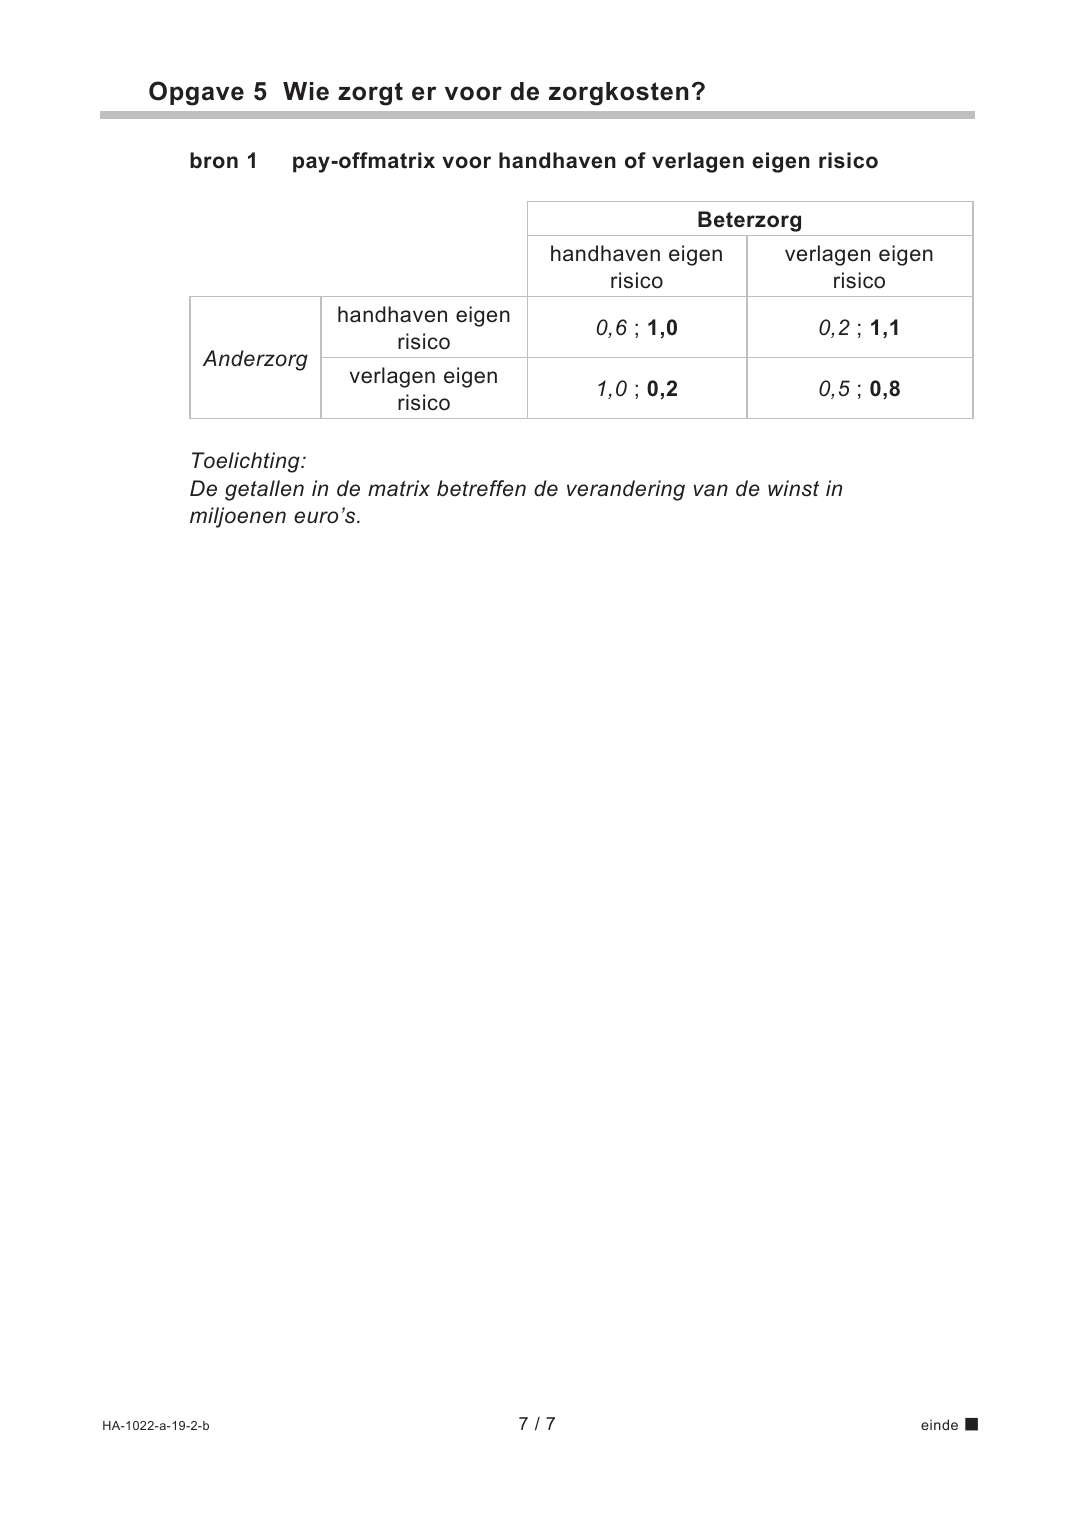 Opgave 5  Wie zorgt er voor de zorgkosten?
bron 1 pay-offmatrix voor handhaven of verlagen eigen risico
Beterzorg
handhaven eigen risico
verlagen eigen risico
Anderzorg
handhaven eigen risico
0,6 ; 1,0
0,2 ; 1,1
verlagen eigen risico
1,0 ; 0,2
0,5 ; 0,8
Toelichting:
De getallen in de matrix betreffen de verandering van de winst in
miljoenen euro's.
HA-1022-a-19-2-b
7 / 7
einde ■